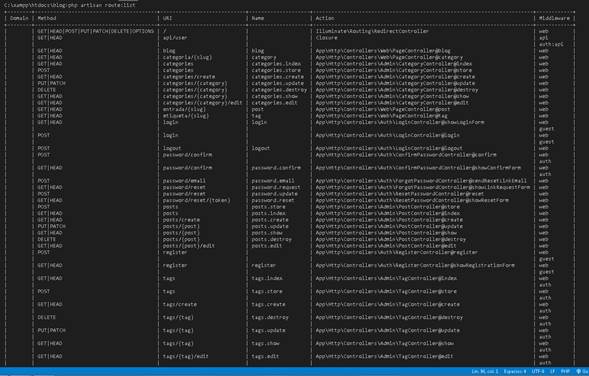 C:\xampp\htdocs\blog>php artisan route:list
| Domain | Method | URI | Name | Action | Middleware |
| | GET|HEAD|POST|PUT|PATCH|DELETE|OPTIONS | / | | Illuminate\Routing\RedirectController | web |
| | GET|HEAD | api/user | | Closure | api |
| | | | | | auth:api |
| | GET|HEAD | blog | blog | App\Http\Controllers\Web\PageController@blog | web |
| | GET|HEAD | categoria/{slug} | category | App\Http\Controllers\Web\PageController@category | web |
| | GET|HEAD | categories | categories.index | App\Http\Controllers\Admin\CategoryController@index | web |
| | POST | categories | categories.store | App\Http\Controllers\Admin\CategoryController@store | web |
| | GET|HEAD | categories/create | categories.create | App\Http\Controllers\Admin\CategoryController@create | web |
| | PUT|PATCH | categories/{category} | categories.update | App\Http\Controllers\Admin\CategoryController@update | web |
| | DELETE | categories/{category} | categories.destroy | App\Http\Controllers\Admin\CategoryController@destroy | web |
| | GET|HEAD | categories/{category} | categories.show | App\Http\Controllers\Admin\CategoryController@show | web |
| | GET|HEAD | categories/{category}/edit | categories.edit | App\Http\Controllers\Admin\CategoryController@edit | web |
| | GET|HEAD | entrada/{slug} | post | App\Http\Controllers\Web\PageController@post | web |
| | GET|HEAD | etiqueta/{slug} | tag | App\Http\Controllers\Web\PageController@tag | web |
| | GET|HEAD | login | login | App\Http\Controllers\Auth\LoginController@showLoginForm | web |
| | | | | | guest |
| | POST | login | | App\Http\Controllers\Auth\LoginController@login | web |
| | | | | | guest |
| | POST | logout | logout | App\Http\Controllers\Auth\LoginController@logout | web |
| | POST | password/confirm | | App\Http\Controllers\Auth\ConfirmPasswordController@confirm | web |
| | | | | | auth |
| | GET|HEAD | password/confirm | password.confirm | App\Http\Controllers\Auth\ConfirmPasswordController@showConfirmForm | web |
| | | | | | auth |
| | POST | password/email | password.email | App\Http\Controllers\Auth\ForgotPasswordController@sendResetLinkEmail | web |
| | GET|HEAD | password/reset | password.request | App\Http\Controllers\Auth\ForgotPasswordController@showLinkRequestForm | web |
| | POST | password/reset | password.update | App\Http\Controllers\Auth\ResetPasswordController@reset | web |
| | GET|HEAD | password/reset/{token} | password.reset | App\Http\Controllers\Auth\ResetPasswordController@showResetForm | web |
| | POST | posts | posts.store | App\Http\Controllers\Admin\PostController@store | web |
| | GET|HEAD | posts | posts.index | App\Http\Controllers\Admin\PostController@index | web |
| | GET|HEAD | posts/create | posts.create | App\Http\Controllers\Admin\PostController@create | web |
| | PUT|PATCH | posts/{post} | posts.update | App\Http\Controllers\Admin\PostController@update | web |
| | GET|HEAD | posts/{post} | posts.show | App\Http\Controllers\Admin\PostController@show | web |
| | DELETE | posts/{post} | posts.destroy | App\Http\Controllers\Admin\PostController@destroy | web |
| | GET|HEAD | posts/{post}/edit | posts.edit | App\Http\Controllers\Admin\PostController@edit | web |
| | POST | register | | App\Http\Controllers\Auth\RegisterController@register | web |
| | | | | | guest |
| | GET|HEAD | register | register | App\Http\Controllers\Auth\RegisterController@showRegistrationForm | web |
| | | | | | guest |
| | GET|HEAD | tags | tags.index | App\Http\Controllers\Admin\TagController@index | web |
| | | | | | auth |
| | POST | tags | tags.store | App\Http\Controllers\Admin\TagController@store | web |
| | | | | | auth |
| | GET|HEAD | tags/create | tags.create | App\Http\Controllers\Admin\TagController@create | web |
| | | | | | auth |
| | DELETE | tags/{tag} | tags.destroy | App\Http\Controllers\Admin\TagController@destroy | web |
| | | | | | auth |
| | PUT|PATCH | tags/{tag} | tags.update | App\Http\Controllers\Admin\TagController@update | web |
| | | | | | auth |
| | GET|HEAD | tags/{tag} | tags.show | App\Http\Controllers\Admin\TagController@show | web |
| | | | | | auth |
| | GET|HEAD | tags/{tag}/edit | tags.edit | App\Http\Controllers\Admin\TagController@edit | web |
| | | | | | auth |
Espacios: 4 UTF-8 LF PHP Go